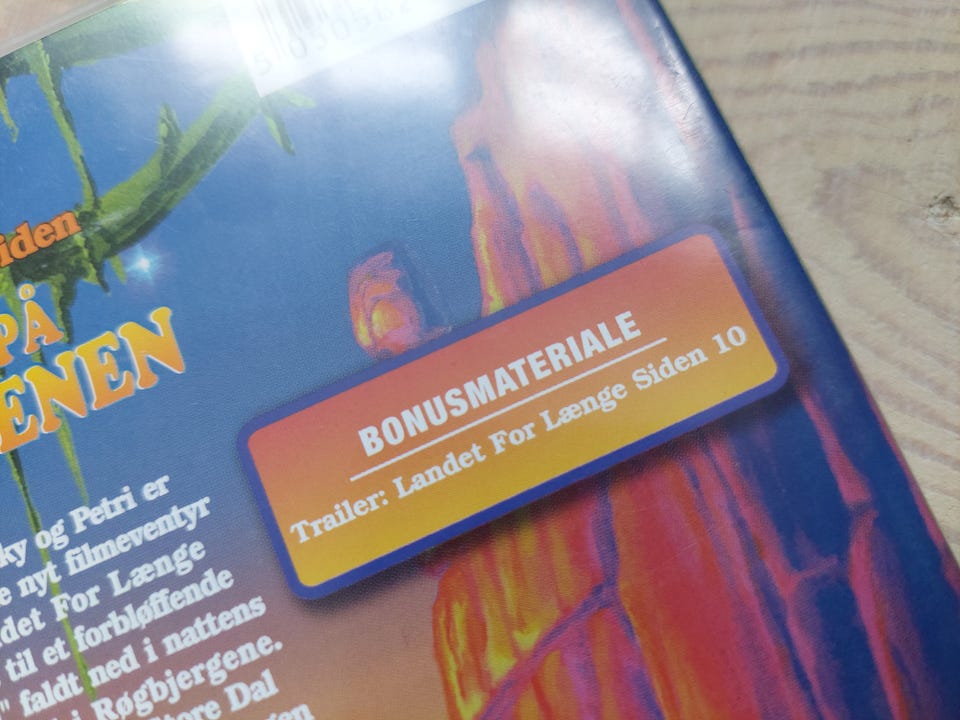 iden
PÅ
ENEN
BONUSMATERIALE
Trailer: Landet For Længe Siden 10
ky og Petri er
e nyt filmeventyr
det For Længe
til et forbløffende
" faldt ned i nattens
i Røgbjergene.
tore Dal